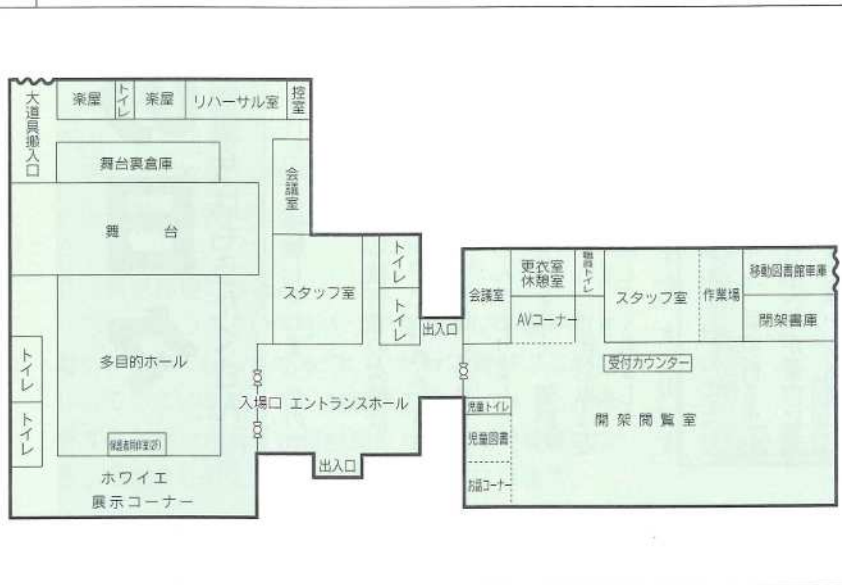 大道具搬入口
楽屋
トイレ
楽屋
リハーサル室
控室
舞台裏倉庫
会議室
舞台
スタッフ室
トイレ
トイレ
出入口
多目的ホール
トイレ
トイレ
入場口
エントランスホール
ホワイエ
展示コーナー
出入口
会議室
更衣室
休憩室
職員トイレ
スタッフ室
作業場
移動図書館車庫
閉架書庫
AVコーナー
受付カウンター
児童トイレ
児童図書
お話コーナー
開架閲覧室